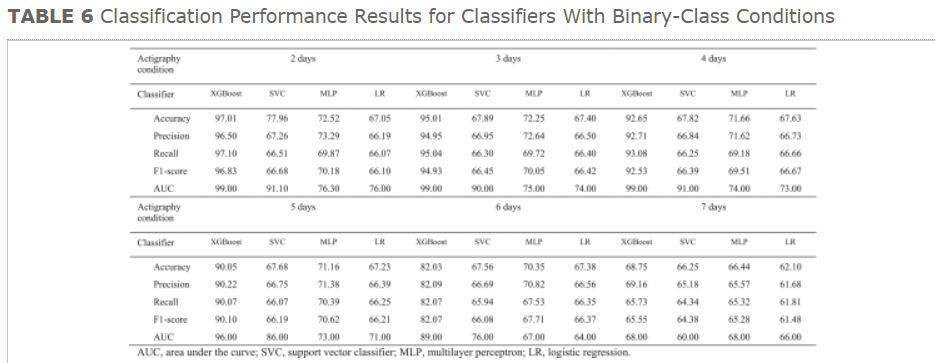 TABLE 6 Classification Performance Results for Classifiers With Binary-Class Conditions
Actigraphy condition 2 days 3 days 4 days
Classifier XGBoost SVC MLP LR XGBoost SVC MLP LR XGBoost SVC MLP LR
Accuracy 97.01 77.96 72.52 67.05 95.01 67.89 72.25 67.40 92.65 67.82 71.66 67.63
Precision 96.50 67.26 73.29 66.19 94.95 66.95 72.64 66.50 92.71 66.84 71.62 66.73
Recall 97.10 66.51 69.87 66.07 95.04 66.30 69.72 66.40 93.08 66.25 69.18 66.66
F1-score 96.83 66.68 70.18 66.10 94.93 66.45 70.05 66.42 92.53 66.39 69.51 66.67
AUC 99.00 91.10 76.30 76.00 99.00 90.00 75.00 74.00 99.00 91.00 74.00 73.00
Actigraphy condition 5 days 6 days 7 days
Classifier XGBoost SVC MLP LR XGBoost SVC MLP LR XGBoost SVC MLP LR
Accuracy 90.05 67.68 71.16 67.23 82.03 67.56 70.35 67.38 68.75 66.25 66.44 62.10
Precision 90.22 66.75 71.38 66.39 82.09 66.69 70.82 66.56 69.16 65.18 65.57 61.68
Recall 90.07 66.07 70.39 66.25 82.07 65.94 67.53 66.35 65.73 64.34 65.32 61.81
F1-score 90.10 66.19 70.62 66.21 82.07 66.08 67.71 66.37 65.55 64.38 65.28 61.48
AUC 96.00 86.00 73.00 71.00 89.00 76.00 67.00 64.00 68.00 60.00 68.00 66.00
AUC, area under the curve; SVC, support vector classifier; MLP, multilayer perceptron; LR, logistic regression.